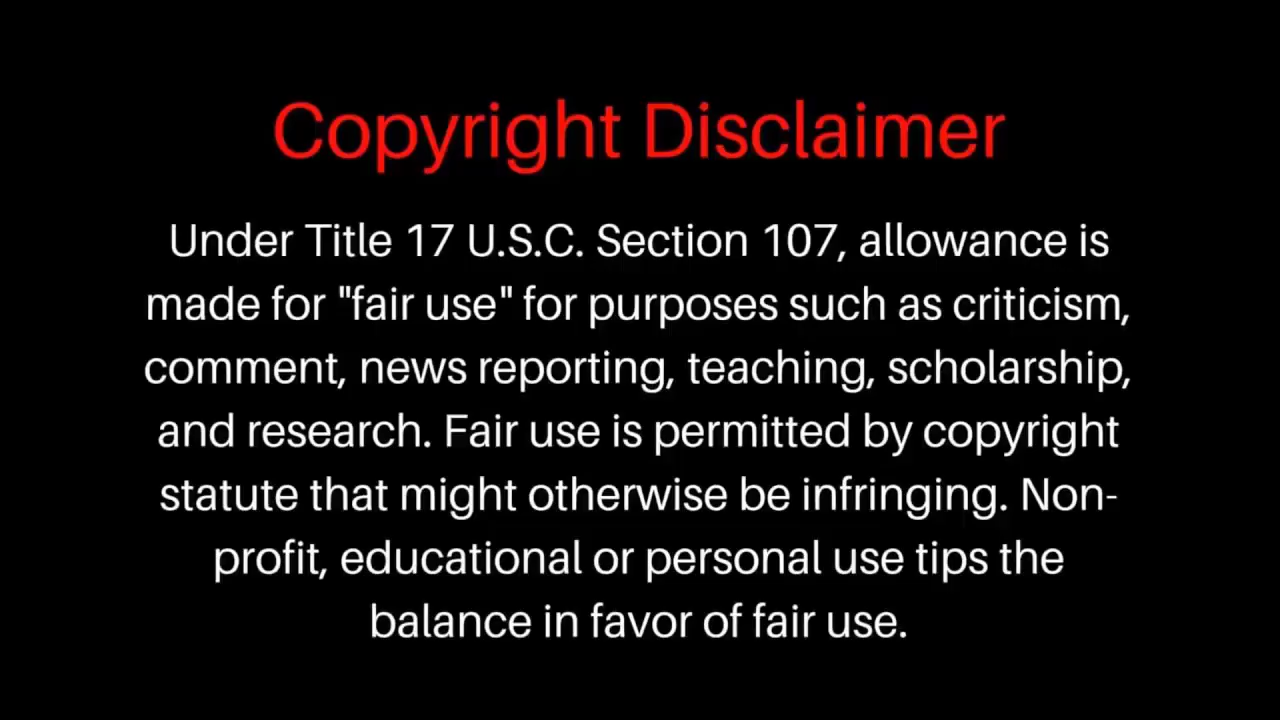 Copyright Disclaimer
Under Title 17 U.S.C. Section 107, allowance is
made for "fair use" for purposes such as criticism,
comment, news reporting, teaching, scholarship,
and research. Fair use is permitted by copyright
statute that might otherwise be infringing. Non-
profit, educational or personal use tips the
balance in favor of fair use.